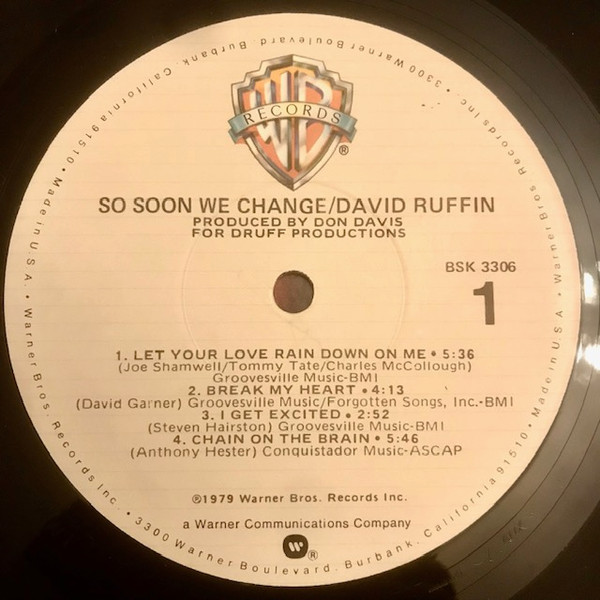 WB
RECORDS
®
SO SOON WE CHANGE/DAVID RUFFIN
PRODUCED BY DON DAVIS
FOR DRUFF PRODUCTIONS
BSK 3306
1
1. LET YOUR LOVE RAIN DOWN ON ME • 5:36
(Joe Shamwell/Tommy Tate/Charles McCollough)
Groovesville Music-BMI
2. BREAK MY HEART • 4:13
(David Garner) Groovesville Music/Forgotten Songs, Inc.-BMI
3. I GET EXCITED • 2:52
(Steven Hairston) Groovesville Music-BMI
4. CHAIN ON THE BRAIN • 5:46
(Anthony Hester) Conquistador Music-ASCAP
℗1979 Warner Bros. Records Inc.
a Warner Communications Company
®
Warner Bros. Records Inc. • 3300 Warner Boulevard, Burbank, California 91510 • Made in U.S.A. • Warner Bros. Records Inc. • 3300 Warner Boulevard, Burbank, California 91510 • Made in U.S.A. •